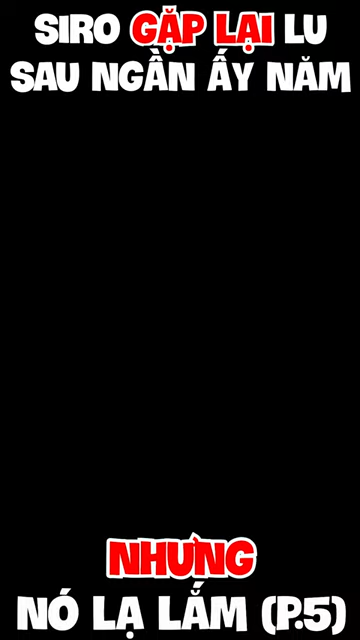 SIRO GẶP LẠI LU
SAU NGẦN ẤY NĂM
NHƯNG
NÓ LẠ LẮM (P.5)